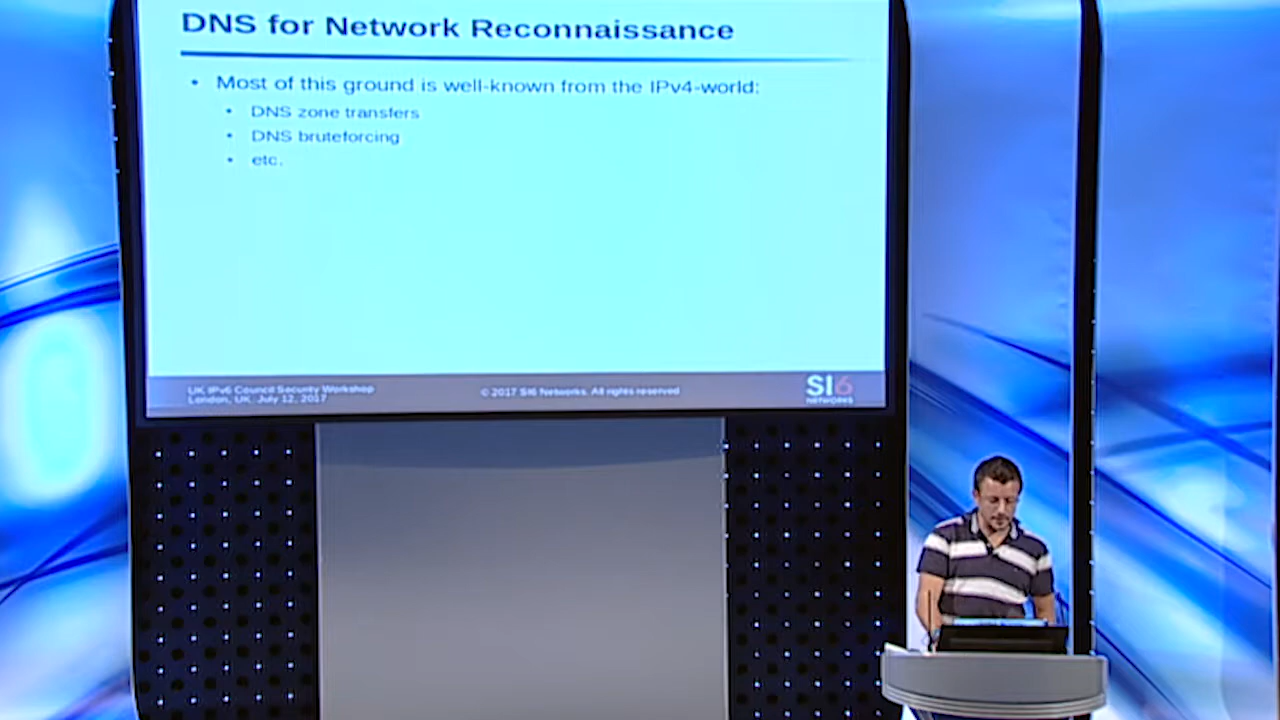 DNS for Network Reconnaissance
• Most of this ground is well-known from the IPv4-world:
• DNS zone transfers
• DNS bruteforcing
• etc.
UK IPv6 Council Security Workshop
London, UK. July 12, 2017
© 2017 SI6 Networks. All rights reserved
SI6
NETWORKS